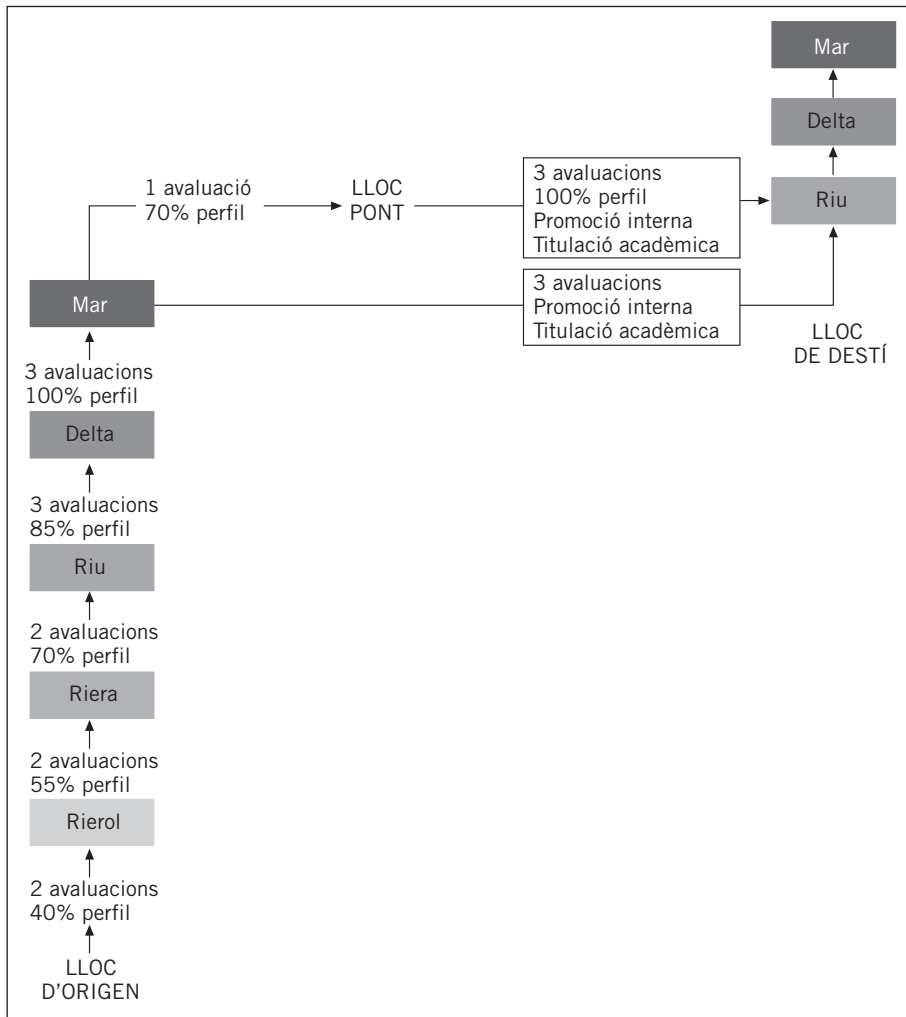 Mar
Delta
Riu
1 avaluació
70% perfil
LLOC
PONT
3 avaluacions
100% perfil
Promoció interna
Titulació acadèmica
Mar
3 avaluacions
Promoció interna
Titulació acadèmica
LLOC
DE DESTÍ
3 avaluacions
100% perfil
Delta
3 avaluacions
85% perfil
Riu
2 avaluacions
70% perfil
Riera
2 avaluacions
55% perfil
Rierol
2 avaluacions
40% perfil
LLOC
D'ORIGEN